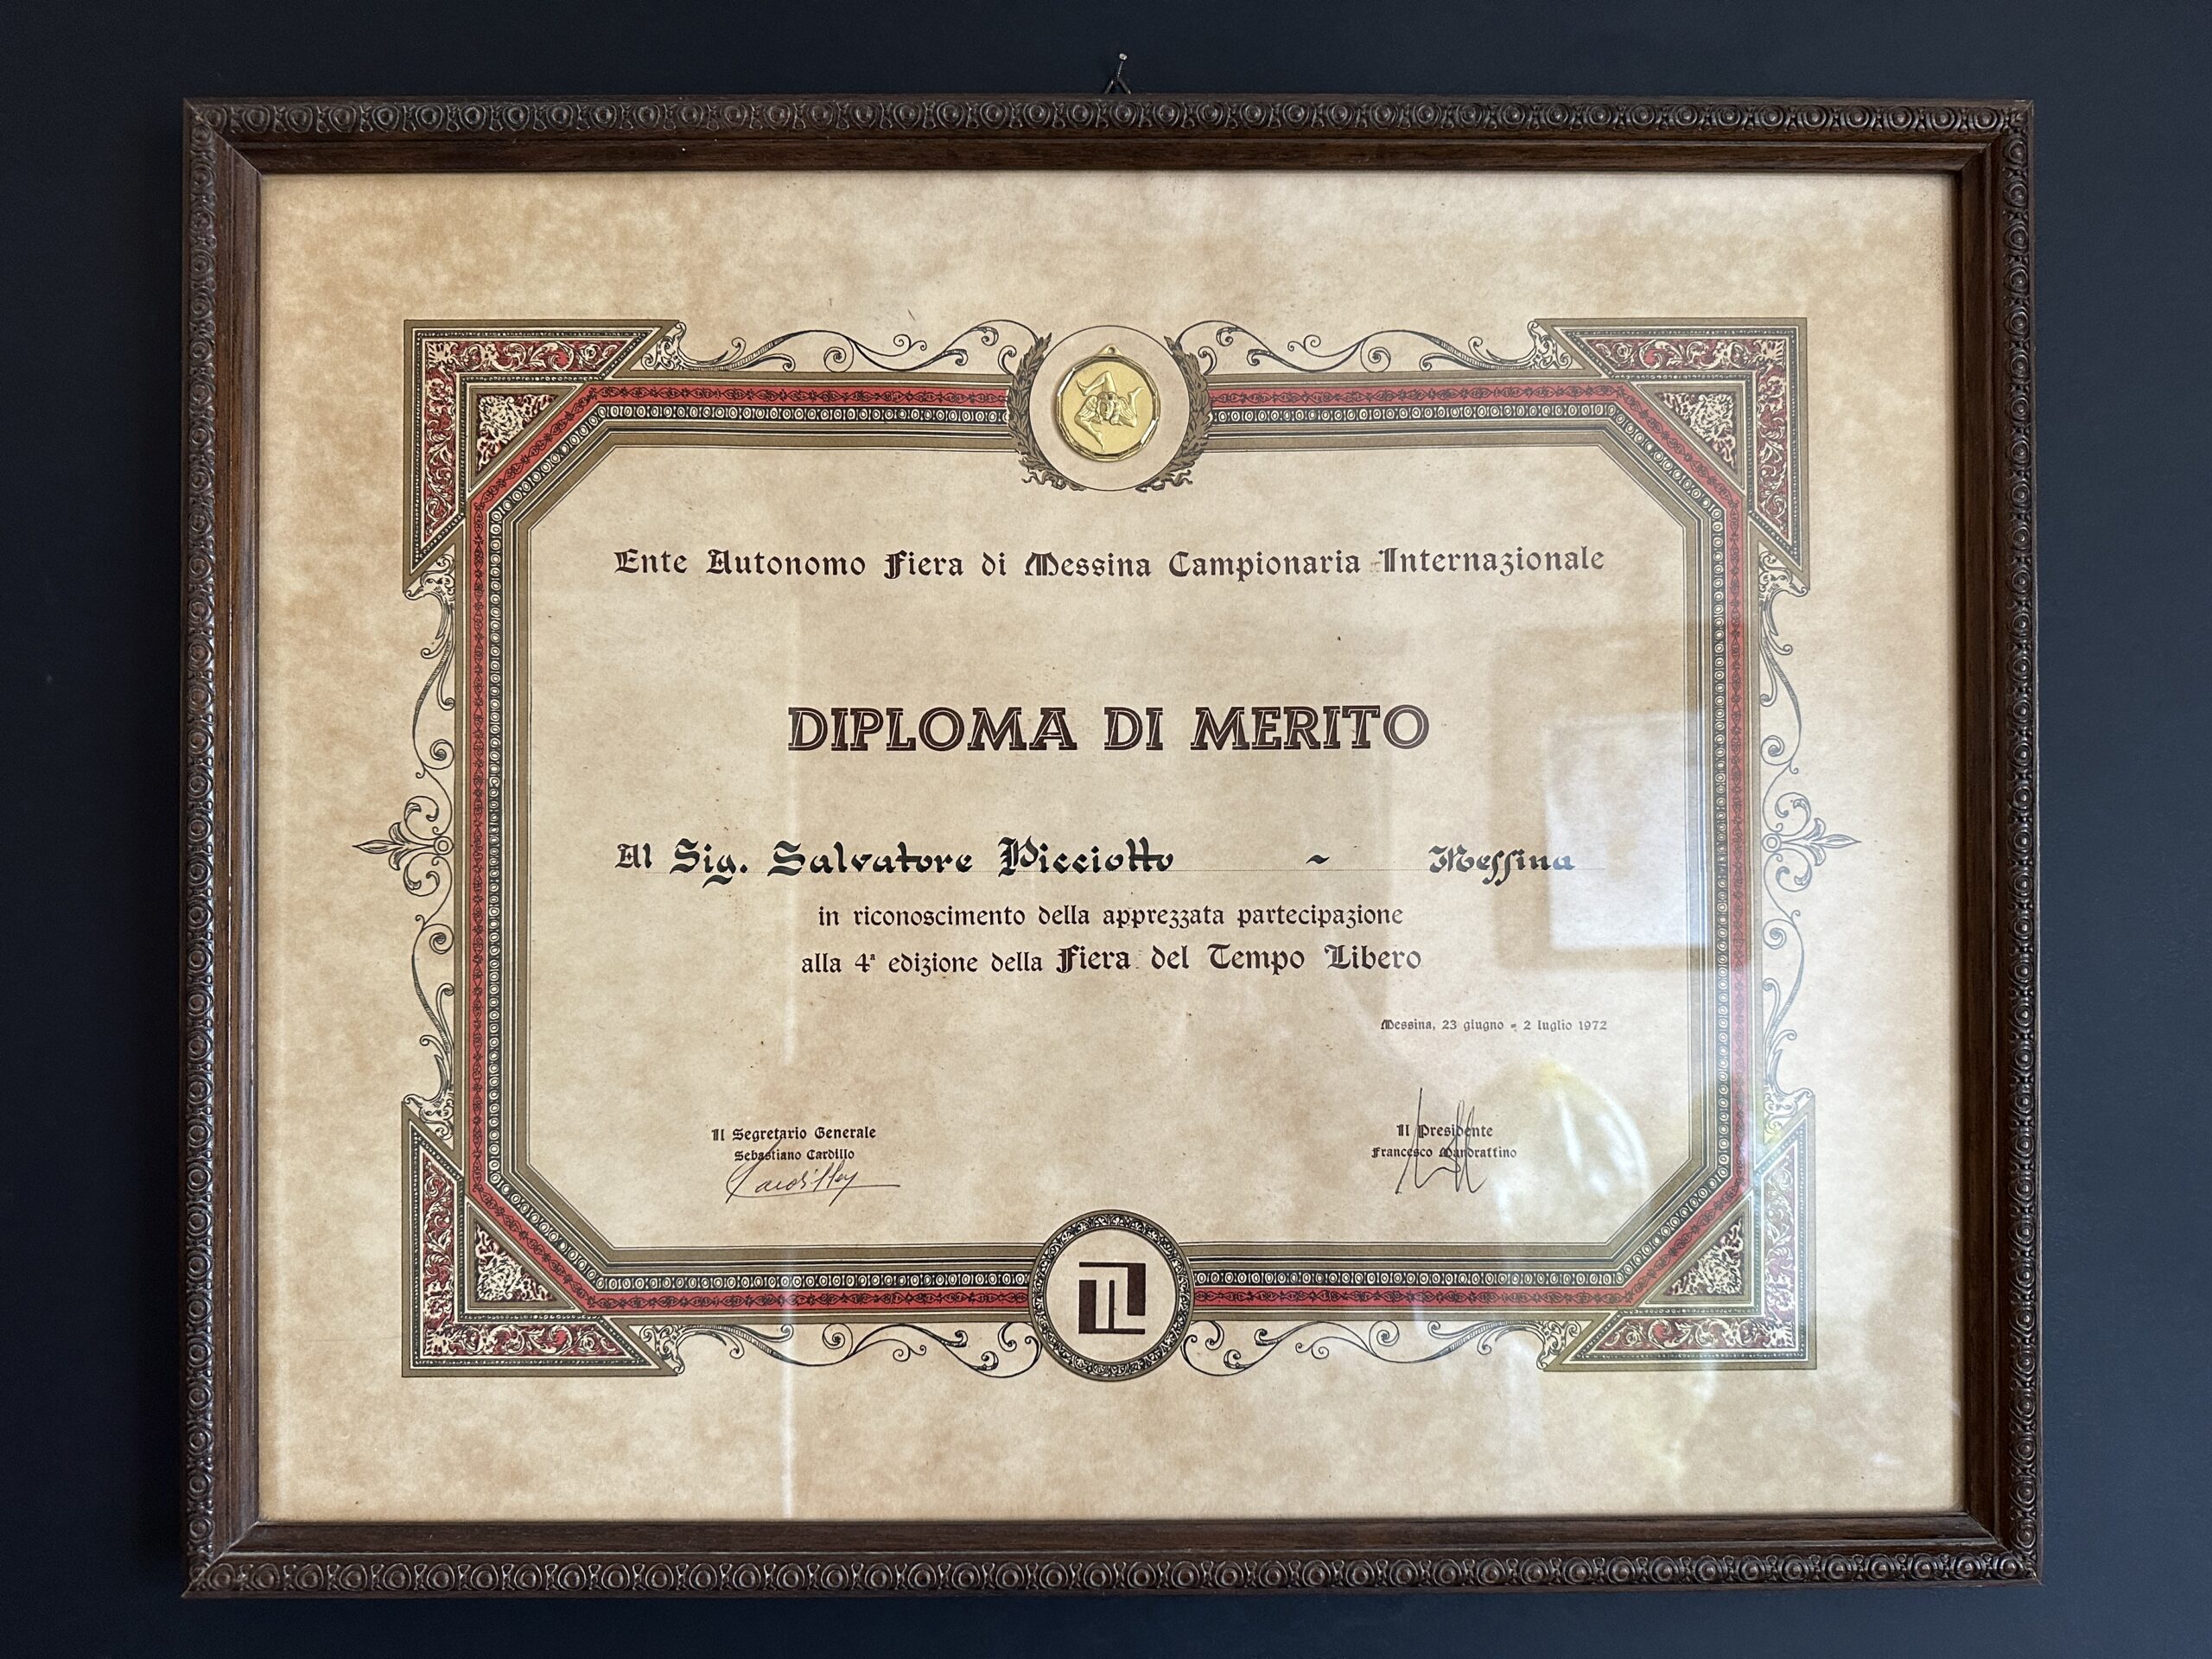 Ente Autonomo Fiera di Messina Campionaria Internazionale
DIPLOMA DI MERITO
Al Sig. Salvatore Picciotto ~ Messina
in riconoscimento della apprezzata partecipazione
alla 4ª edizione della Fiera del Tempo Libero
Messina, 23 giugno - 2 luglio 1972
Il Segretario Generale
Sebastiano Cardillo
Cardillo
Il Presidente
Francesco Mandraffino